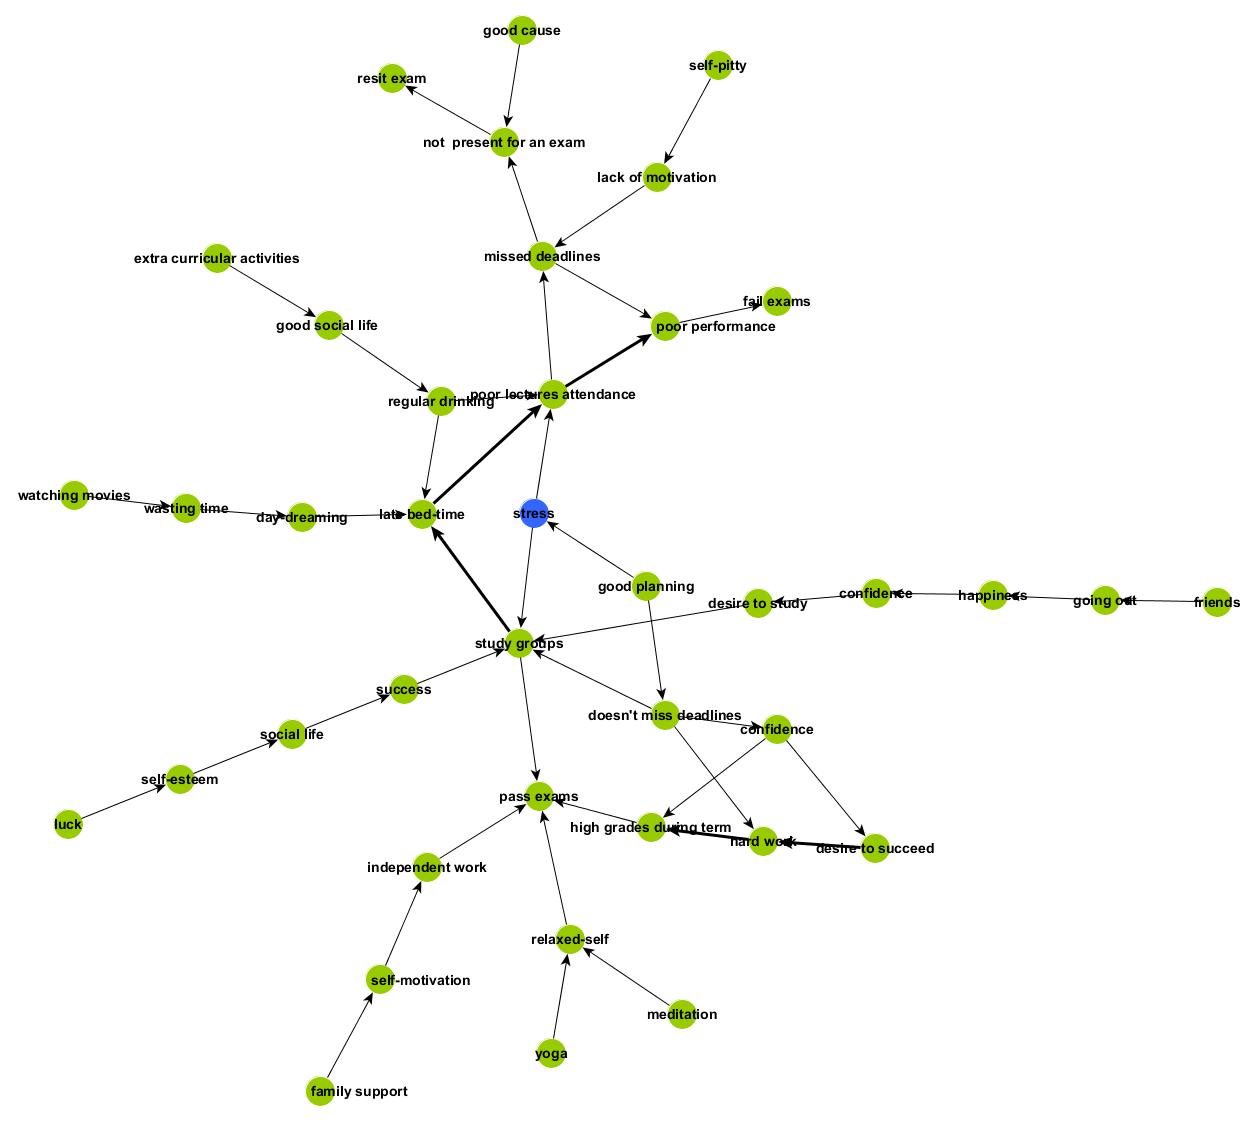 good cause
self-pitty
resit exam
not  present for an exam
lack of motivation
missed deadlines
extra curricular activities
fail exams
good social life
poor performance
regular drinking
poor lectures attendance
watching movies
wasting time
day-dreaming
late bed-time
stress
good planning
desire to study
confidence
happiness
going out
friends
study groups
success
doesn't miss deadlines
confidence
social life
self-esteem
pass exams
luck
high grades during term
hard work
desire to succeed
independent work
relaxed-self
self-motivation
meditation
yoga
family support